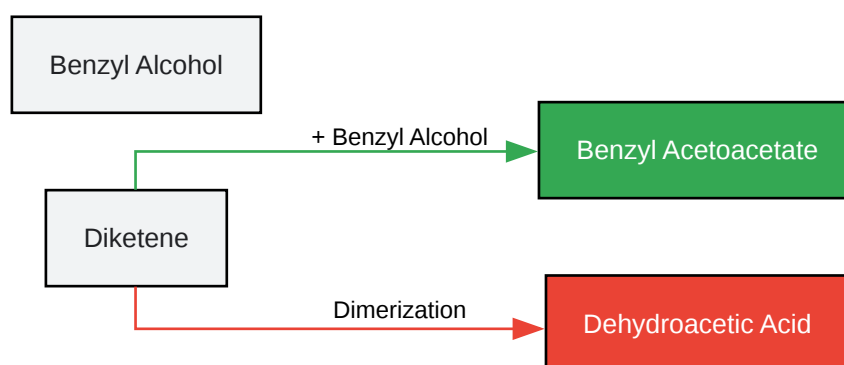 Benzyl Alcohol
+ Benzyl Alcohol
Benzyl Acetoacetate
Diketene
Dimerization
Dehydroacetic Acid